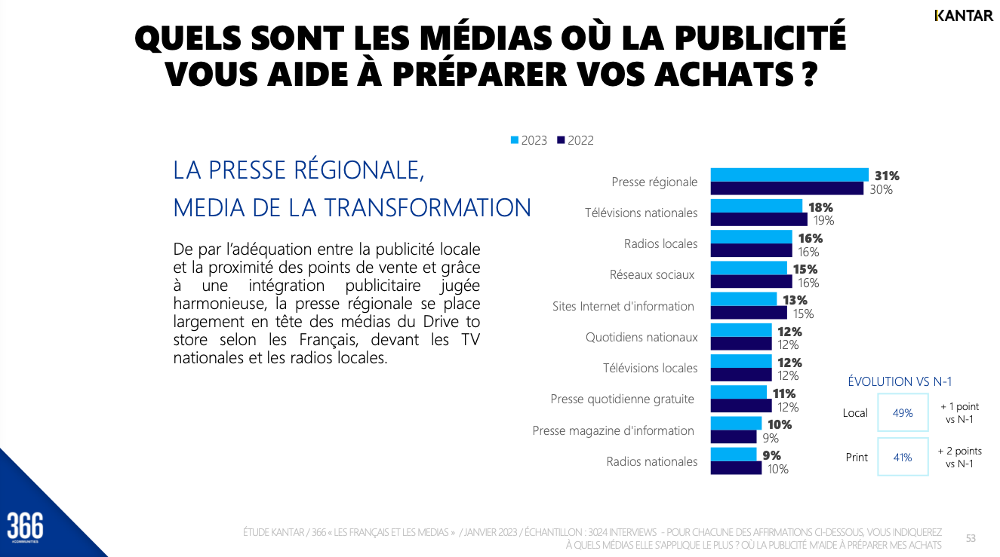 KANTAR
QUELS SONT LES MÉDIAS OÙ LA PUBLICITÉ
VOUS AIDE À PRÉPARER VOS ACHATS ?
2023 2022
LA PRESSE RÉGIONALE,
MEDIA DE LA TRANSFORMATION
De par l'adéquation entre la publicité locale
et la proximité des points de vente et grâce
à une intégration publicitaire jugée
harmonieuse, la presse régionale se place
largement en tête des médias du Drive to
store selon les Français, devant les TV
nationales et les radios locales.
Presse régionale 31%
30%
Télévisions nationales 18%
19%
Radios locales 16%
16%
Réseaux sociaux 15%
16%
Sites Internet d'information 13%
15%
Quotidiens nationaux 12%
12%
Télévisions locales 12%
12%
Presse quotidienne gratuite 11%
12%
Presse magazine d'information 10%
9%
Radios nationales 9%
10%
ÉVOLUTION VS N-1
Local 49% + 1 point
vs N-1
Print 41% + 2 points
vs N-1
366
#COMMUNITIES
ÉTUDE KANTAR / 366 « LES FRANÇAIS ET LES MEDIAS » / JANVIER 2023 / ÉCHANTILLON : 3024 INTERVIEWS - POUR CHACUNE DES AFFIRMATIONS CI-DESSOUS, VOUS INDIQUEREZ
À QUELS MÉDIAS ELLE S'APPLIQUE LE PLUS ? OÙ LA PUBLICITÉ M'AIDE À PRÉPARER MES ACHATS
53